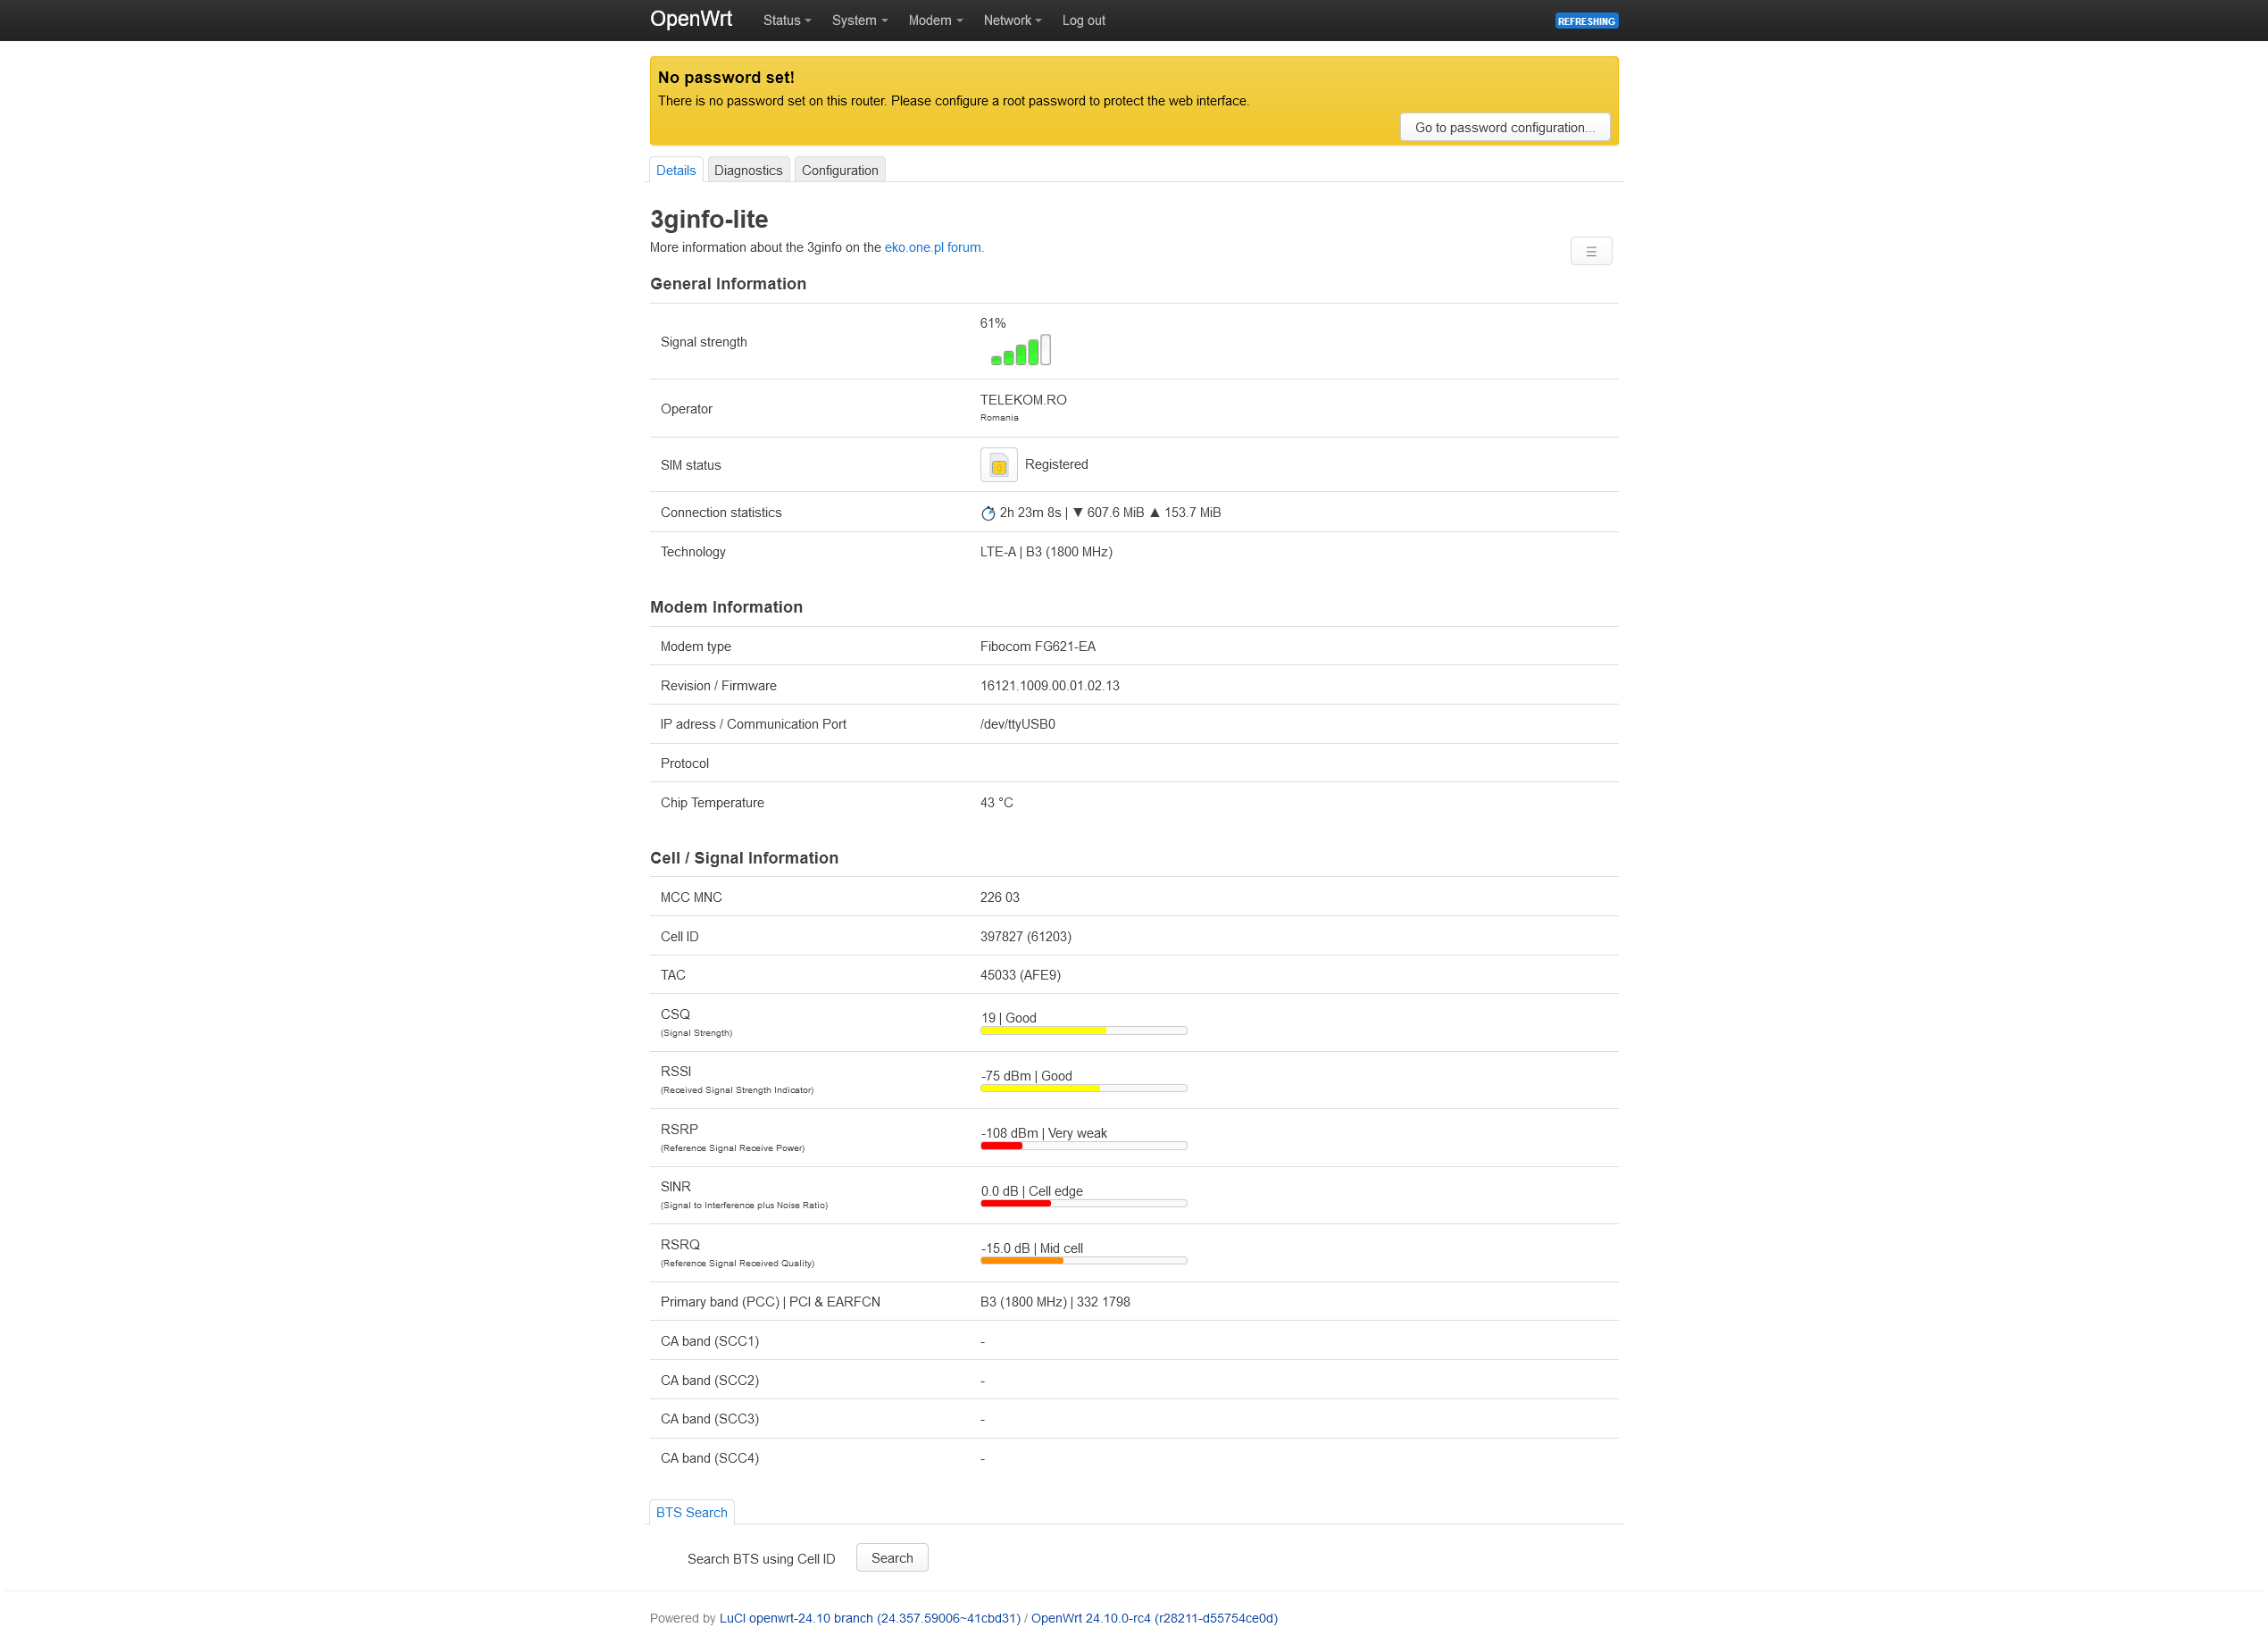 OpenWrt Status System Modem Network Log out REFRESHING
No password set!
There is no password set on this router. Please configure a root password to protect the web interface.
Go to password configuration...
Details Diagnostics Configuration
3ginfo-lite
More information about the 3ginfo on the eko.one.pl forum.
☰
General Information
61%
Signal strength
Operator TELEKOM.RO
Romania
SIM status Registered
Connection statistics 2h 23m 8s | ▼ 607.6 MiB ▲ 153.7 MiB
Technology LTE-A | B3 (1800 MHz)
Modem Information
Modem type Fibocom FG621-EA
Revision / Firmware 16121.1009.00.01.02.13
IP adress / Communication Port /dev/ttyUSB0
Protocol
Chip Temperature 43 °C
Cell / Signal Information
MCC MNC 226 03
Cell ID 397827 (61203)
TAC 45033 (AFE9)
CSQ 19 | Good
(Signal Strength)
RSSI -75 dBm | Good
(Received Signal Strength Indicator)
RSRP -108 dBm | Very weak
(Reference Signal Receive Power)
SINR 0.0 dB | Cell edge
(Signal to Interference plus Noise Ratio)
RSRQ -15.0 dB | Mid cell
(Reference Signal Received Quality)
Primary band (PCC) | PCI & EARFCN B3 (1800 MHz) | 332 1798
CA band (SCC1) -
CA band (SCC2) -
CA band (SCC3) -
CA band (SCC4) -
BTS Search
Search BTS using Cell ID Search
Powered by LuCI openwrt-24.10 branch (24.357.59006~41cbd31) / OpenWrt 24.10.0-rc4 (r28211-d55754ce0d)